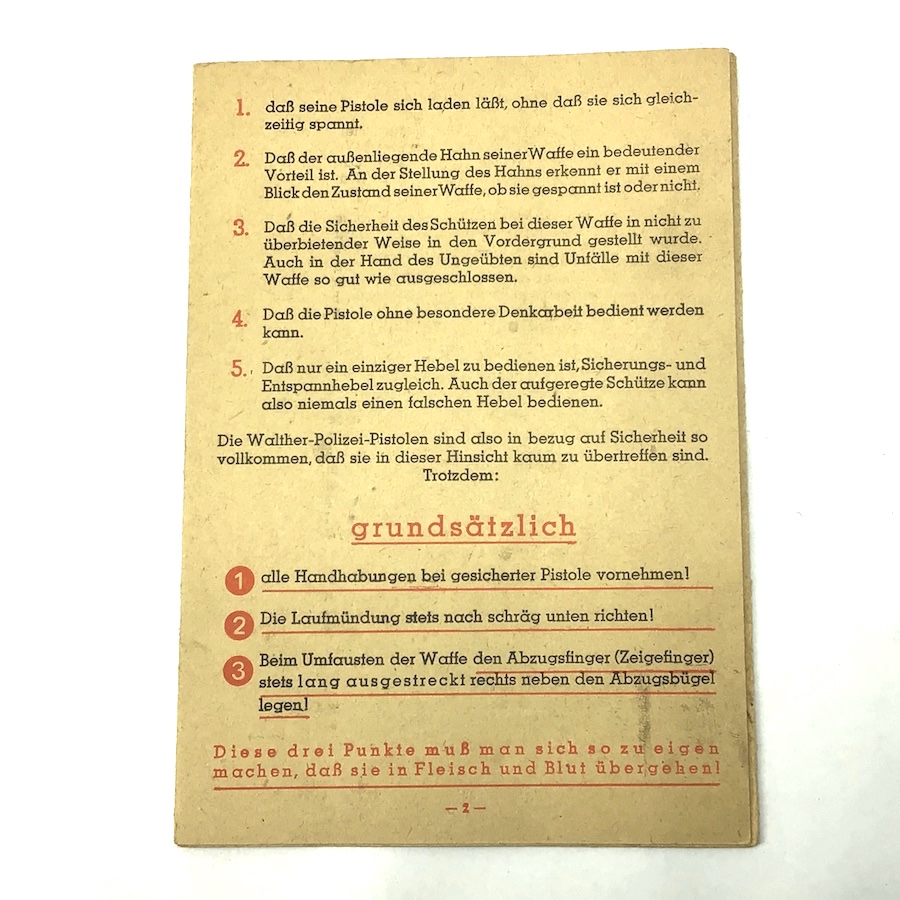 1. daß seine Pistole sich laden läßt, ohne daß sie sich gleich-
zeitig spannt.
2. Daß der außenliegende Hahn seiner Waffe ein bedeutender
Vorteil ist. An der Stellung des Hahns erkennt er mit einem
Blick den Zustand seiner Waffe, ob sie gespannt ist oder nicht.
3. Daß die Sicherheit des Schützen bei dieser Waffe in nicht zu
überbietender Weise in den Vordergrund gestellt wurde.
Auch in der Hand des Ungeübten sind Unfälle mit dieser
Waffe so gut wie ausgeschlossen.
4. Daß die Pistole ohne besondere Denkarbeit bedient werden
kann.
5. Daß nur ein einziger Hebel zu bedienen ist, Sicherungs- und
Entspannhebel zugleich. Auch der aufgeregte Schütze kann
also niemals einen falschen Hebel bedienen.
Die Walther-Polizei-Pistolen sind also in bezug auf Sicherheit so
vollkommen, daß sie in dieser Hinsicht kaum zu übertreffen sind.
Trotzdem:
grundsätzlich
1 alle Handhabungen bei gesicherter Pistole vornehmen!
2 Die Laufmündung stets nach schräg unten richten!
3 Beim Umfausten der Waffe den Abzugsfinger (Zeigefinger)
stets lang ausgestreckt rechts neben den Abzugsbügel
legen!
Diese drei Punkte muß man sich so zu eigen
machen, daß sie in Fleisch und Blut übergehen!
— 2 —